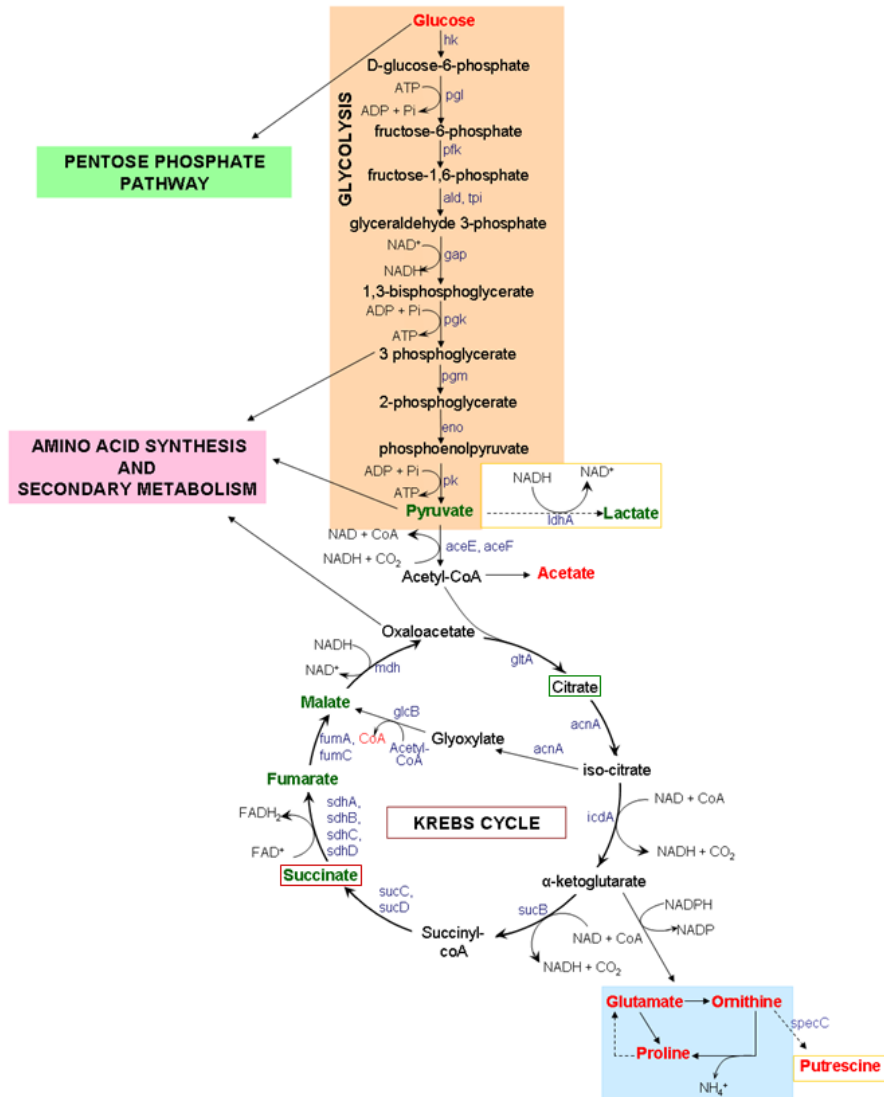 Glucose
hk
D-glucose-6-phosphate
ATP
pgl
ADP + Pi
GLYCOLYSIS
fructose-6-phosphate
pfk
PENTOSE PHOSPHATE
PATHWAY
fructose-1,6-phosphate
ald, tpi
glyceraldehyde 3-phosphate
NAD⁺
gap
NADH
1,3-bisphosphoglycerate
ADP + Pi
pgk
ATP
3 phosphoglycerate
pgm
2-phosphoglycerate
eno
AMINO ACID SYNTHESIS
AND
SECONDARY METABOLISM
phosphoenolpyruvate
ADP + Pi
pk
ATP
Pyruvate
NADH
NAD⁺
ldhA
Lactate
NAD + CoA
aceE, aceF
NADH + CO₂
Acetyl-CoA
Acetate
Oxaloacetate
NADH
NAD⁺
mdh
gltA
Citrate
Malate
glcB
acnA
fumA,
fumC
CoA
Acetyl-
CoA
Glyoxylate
acnA
iso-citrate
Fumarate
sdhA,
sdhB,
sdhC,
sdhD
FADH₂
FAD⁺
KREBS CYCLE
icdA
NAD + CoA
NADH + CO₂
Succinate
α-ketoglutarate
sucC,
sucD
sucB
NADPH
NADP
Succinyl-
coA
NAD + CoA
NADH + CO₂
Glutamate
Ornithine
specC
Proline
Putrescine
NH₄⁺